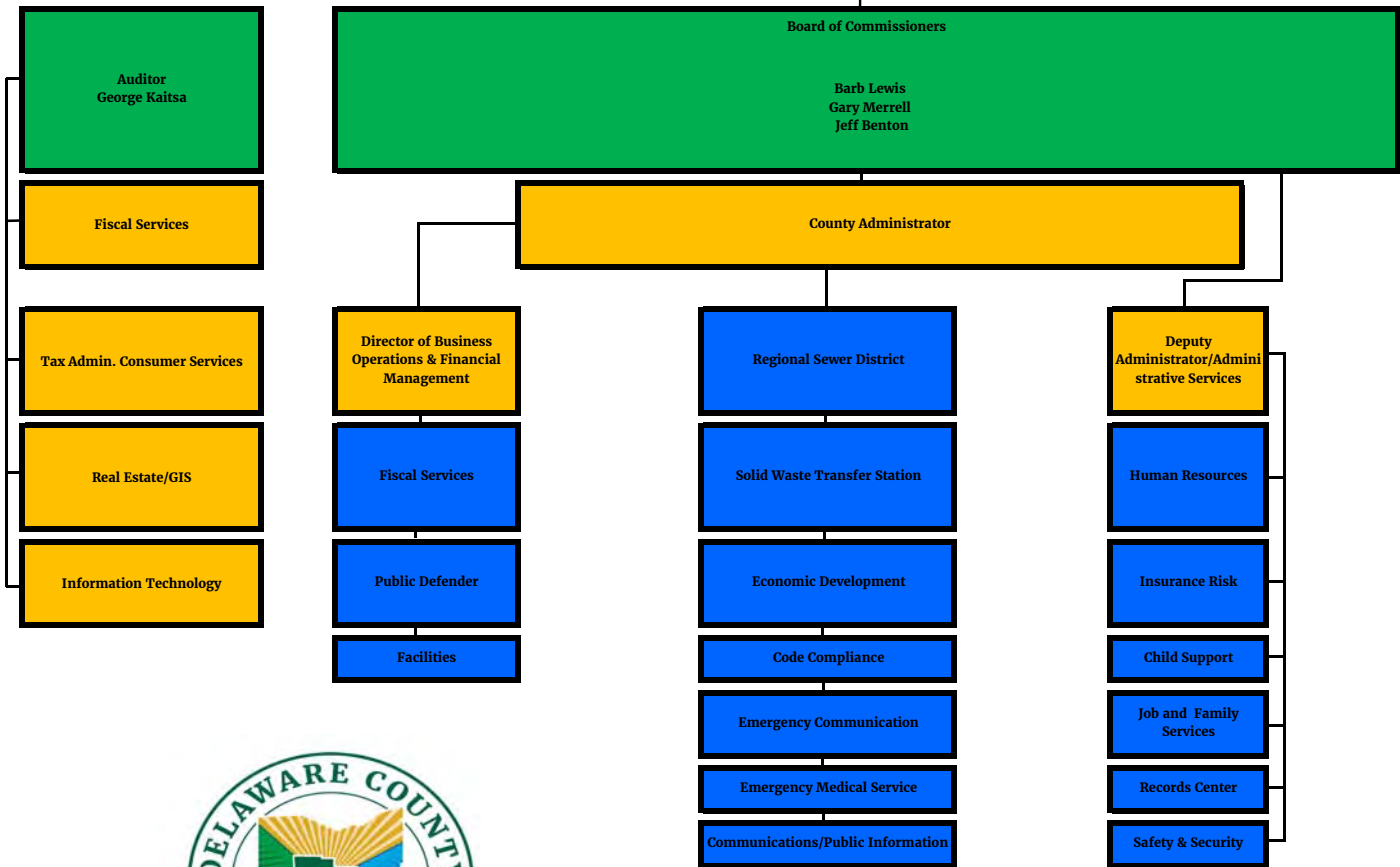 Auditor
George Kaitsa
Fiscal Services
Tax Admin. Consumer Services
Real Estate/GIS
Information Technology
Board of Commissioners
Barb Lewis
Gary Merrell
Jeff Benton
County Administrator
Director of Business
Operations & Financial
Management
Fiscal Services
Public Defender
Facilities
Regional Sewer District
Solid Waste Transfer Station
Economic Development
Code Compliance
Emergency Communication
Emergency Medical Service
Communications/Public Information
Deputy
Administrator/Admini
strative Services
Human Resources
Insurance Risk
Child Support
Job and Family
Services
Records Center
Safety & Security
DELAWARE COUNT